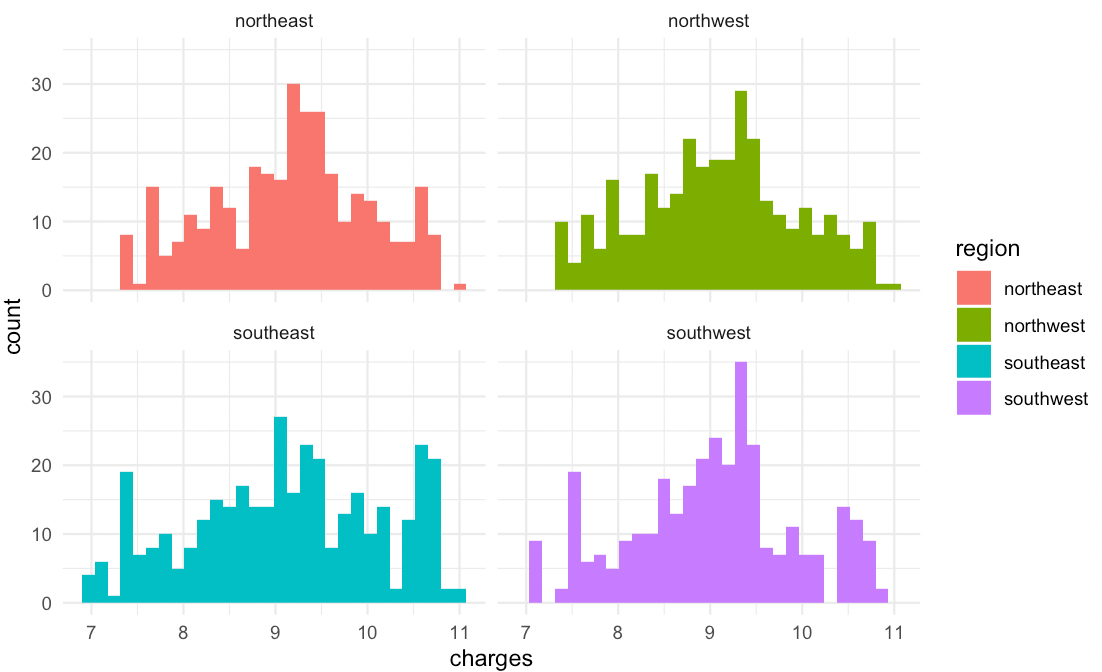 northeast
northwest
30
20
10
0
southeast
southwest
30
20
10
0
7 8 9 10 11
7 8 9 10 11
charges
count
region
northeast
northwest
southeast
southwest